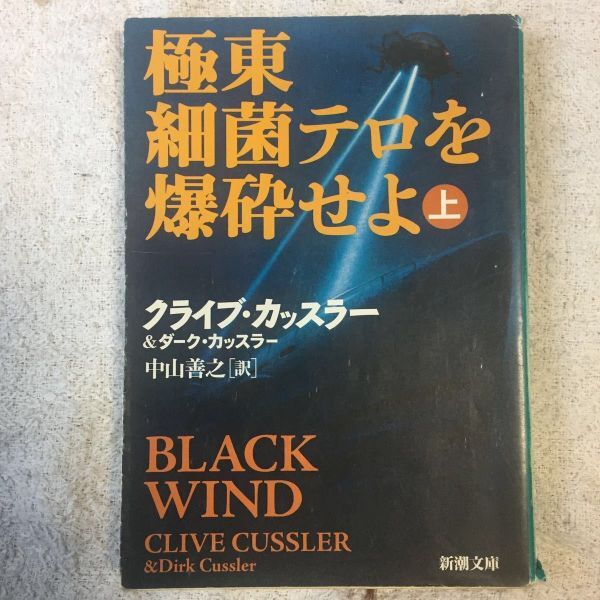 極東
細菌テロを
爆砕せよ 上
クライブ・カッスラー
&ダーク・カッスラー
中山善之[訳]
BLACK
WIND
CLIVE CUSSLER
&Dirk Cussler
新潮文庫